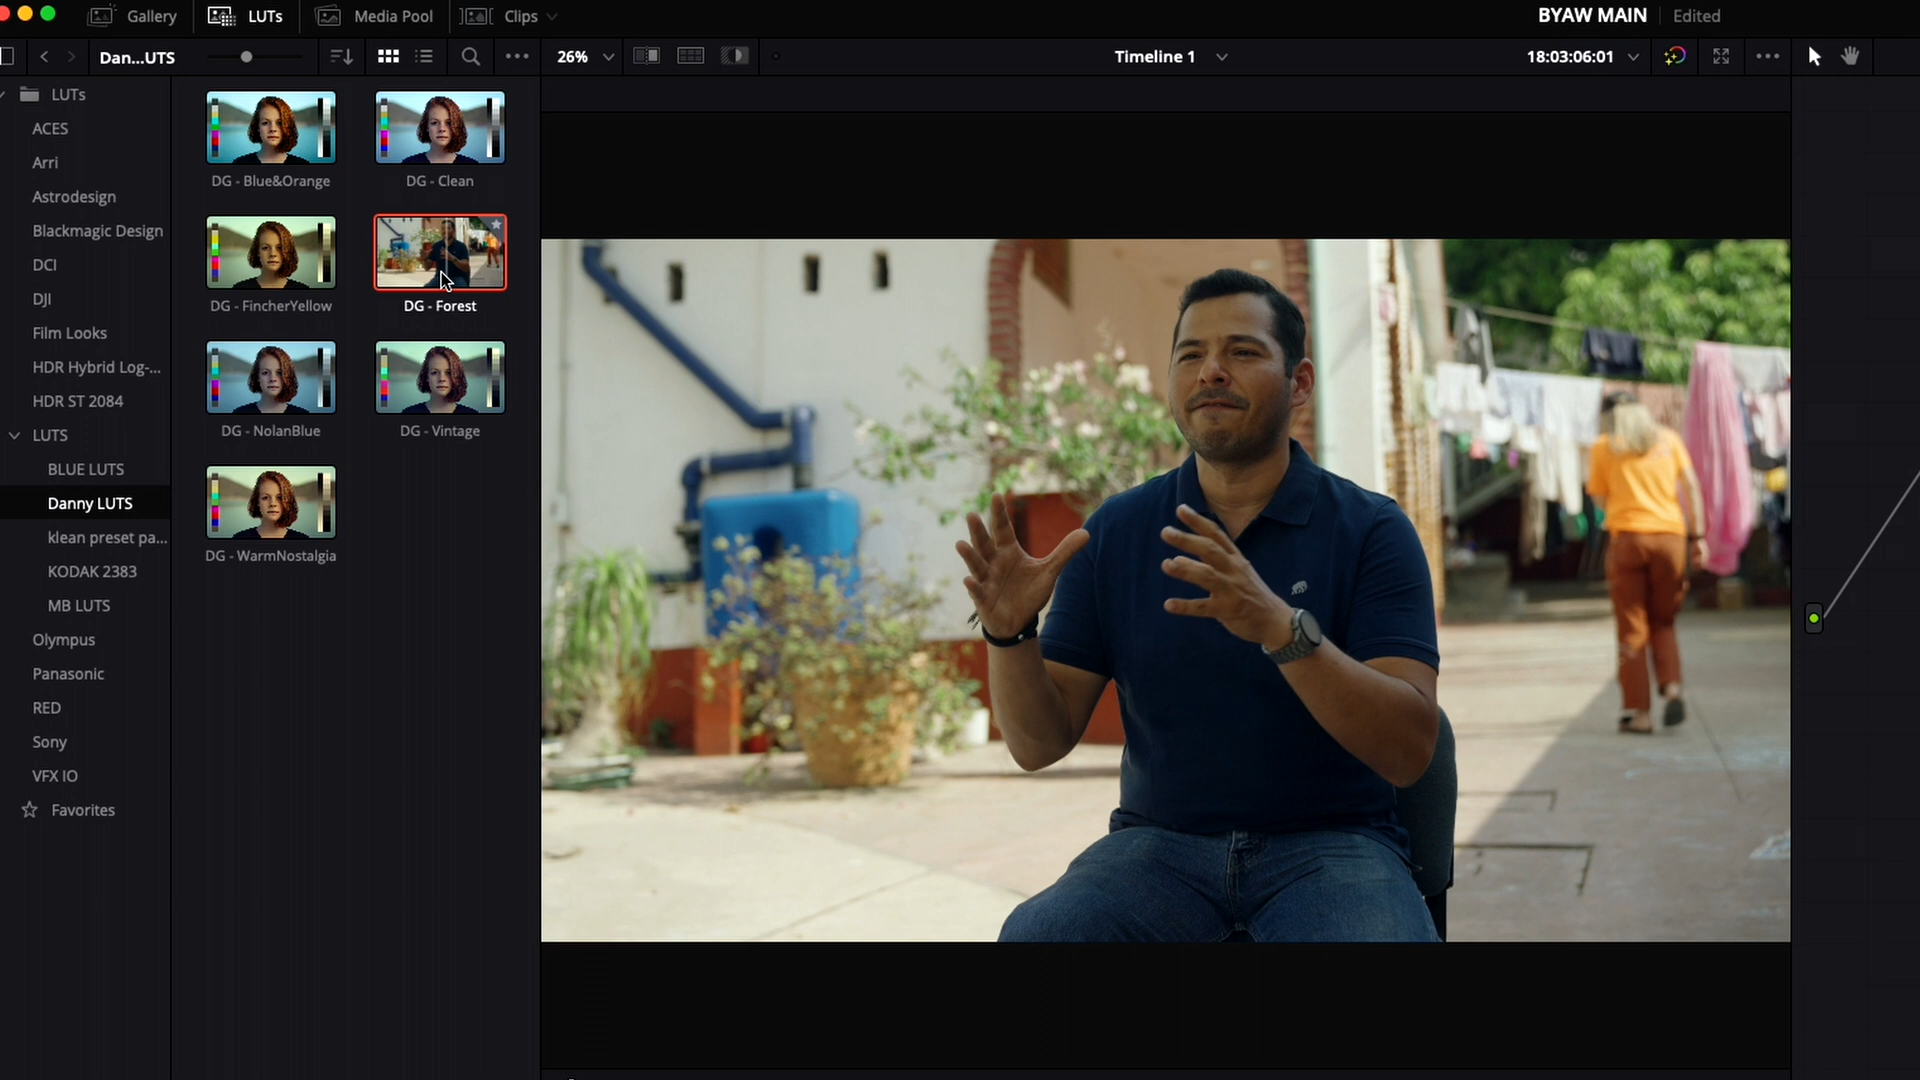 Gallery
LUTs
Media Pool
Clips
BYAW MAIN
Edited
Dan...UTS
26%
Timeline 1
18:03:06:01
LUTs
ACES
Arri
Astrodesign
Blackmagic Design
DCI
DJI
Film Looks
HDR Hybrid Log-...
HDR ST 2084
LUTS
BLUE LUTS
Danny LUTS
klean preset pa...
KODAK 2383
MB LUTS
Olympus
Panasonic
RED
Sony
VFX IO
Favorites
DG - Blue&Orange
DG - Clean
DG - FincherYellow
DG - Forest
DG - NolanBlue
DG - Vintage
DG - WarmNostalgia